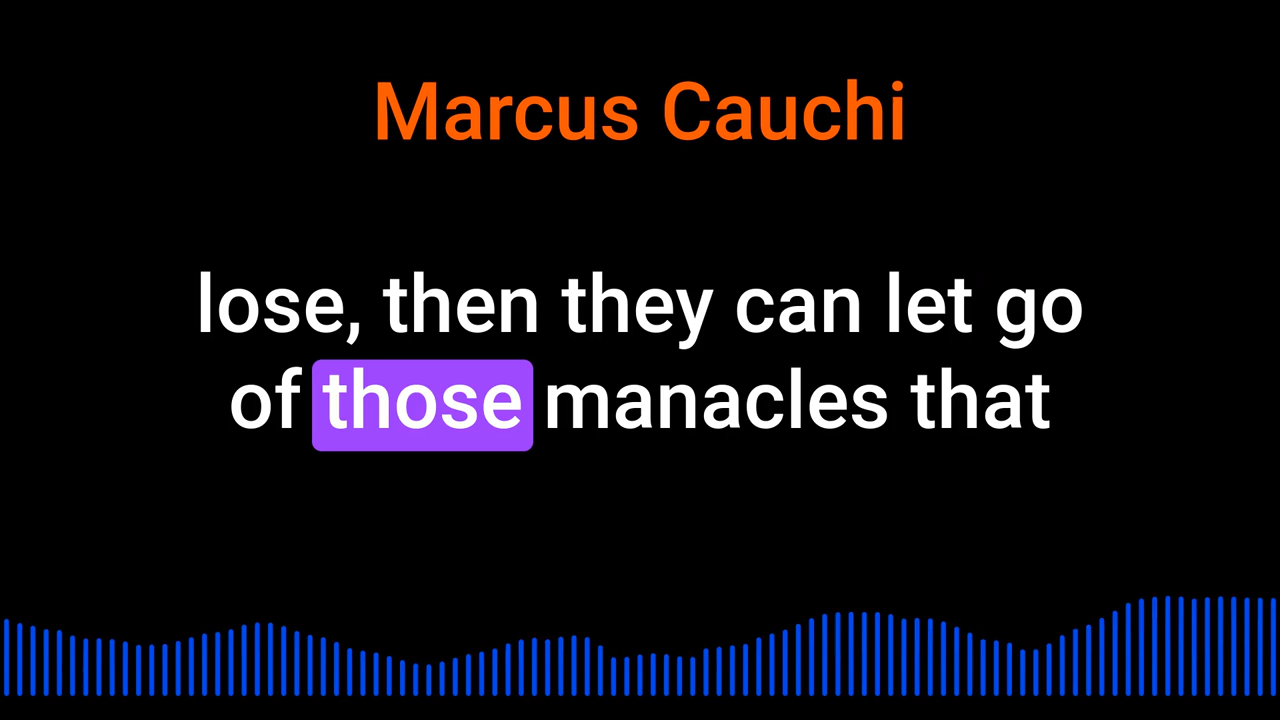 Marcus Cauchi
lose, then they can let go
of those manacles that